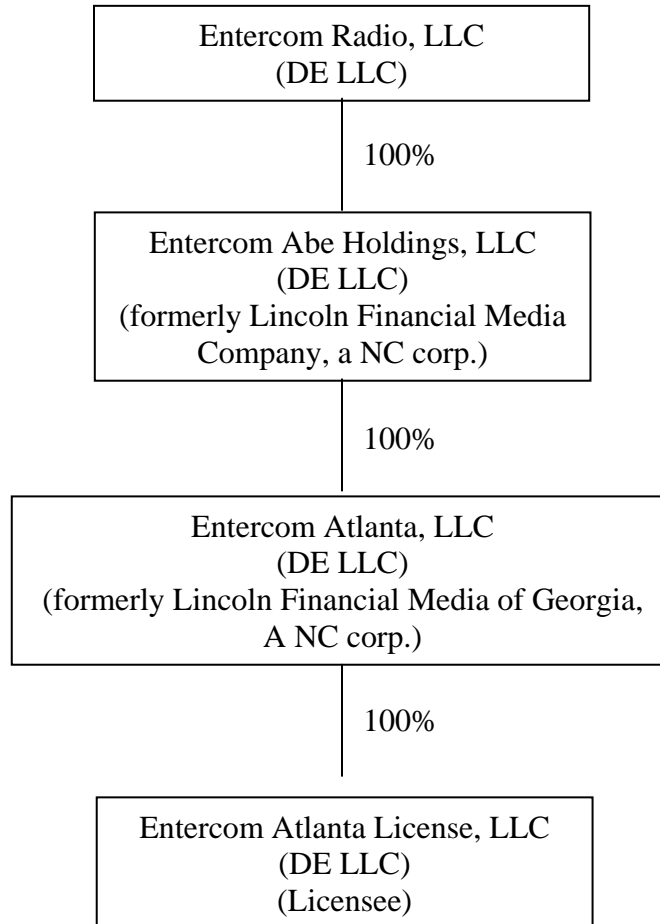 Entercom Radio, LLC
(DE LLC)
100%
Entercom Abe Holdings, LLC
(DE LLC)
(formerly Lincoln Financial Media
Company, a NC corp.)
100%
Entercom Atlanta, LLC
(DE LLC)
(formerly Lincoln Financial Media of Georgia,
A NC corp.)
100%
Entercom Atlanta License, LLC
(DE LLC)
(Licensee)